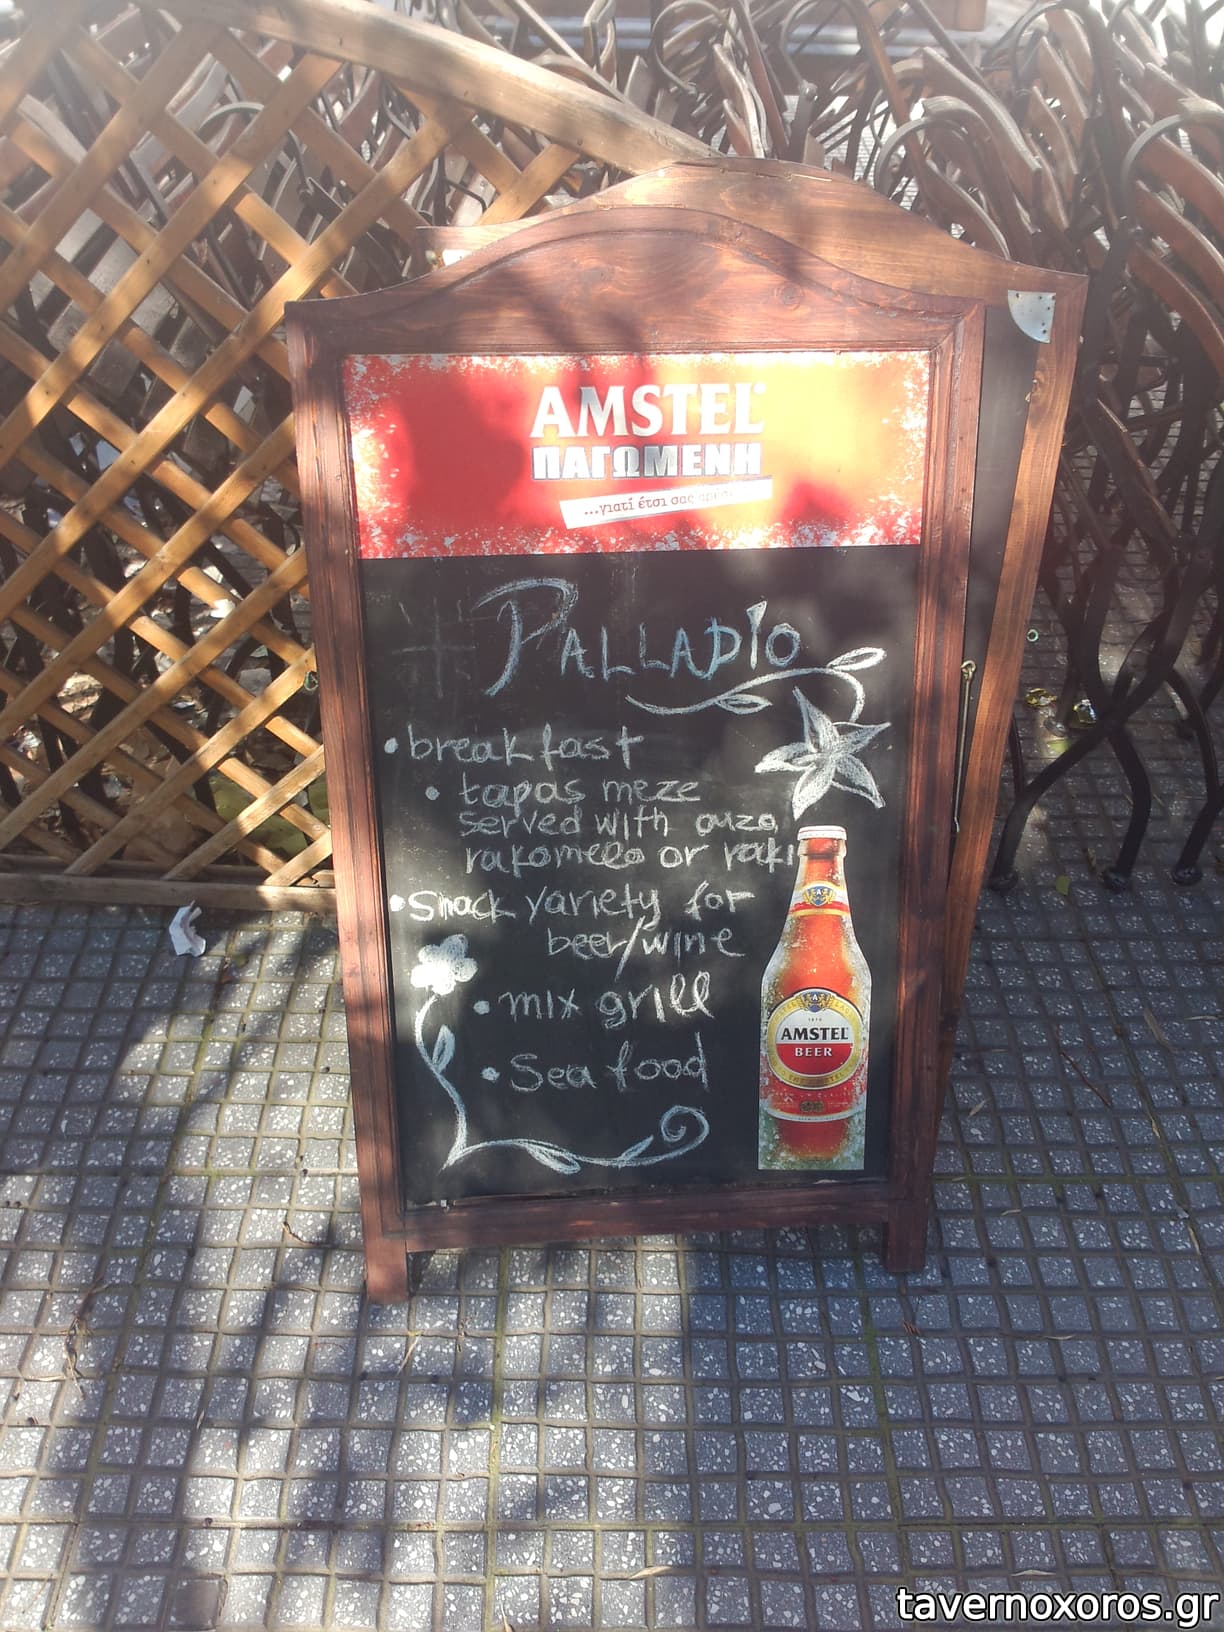 AMSTEL
ΠΑΓΩΜΕΝΗ
...γιατί έτσι σας αρέσει
PALLADIO
• breakfast
• tapas meze
served with ouzo,
rakomelo or raki
• Snack variety for
beer/wine
• mix grill
• Sea food
AMSTEL
BEER
tavernoxoros.gr